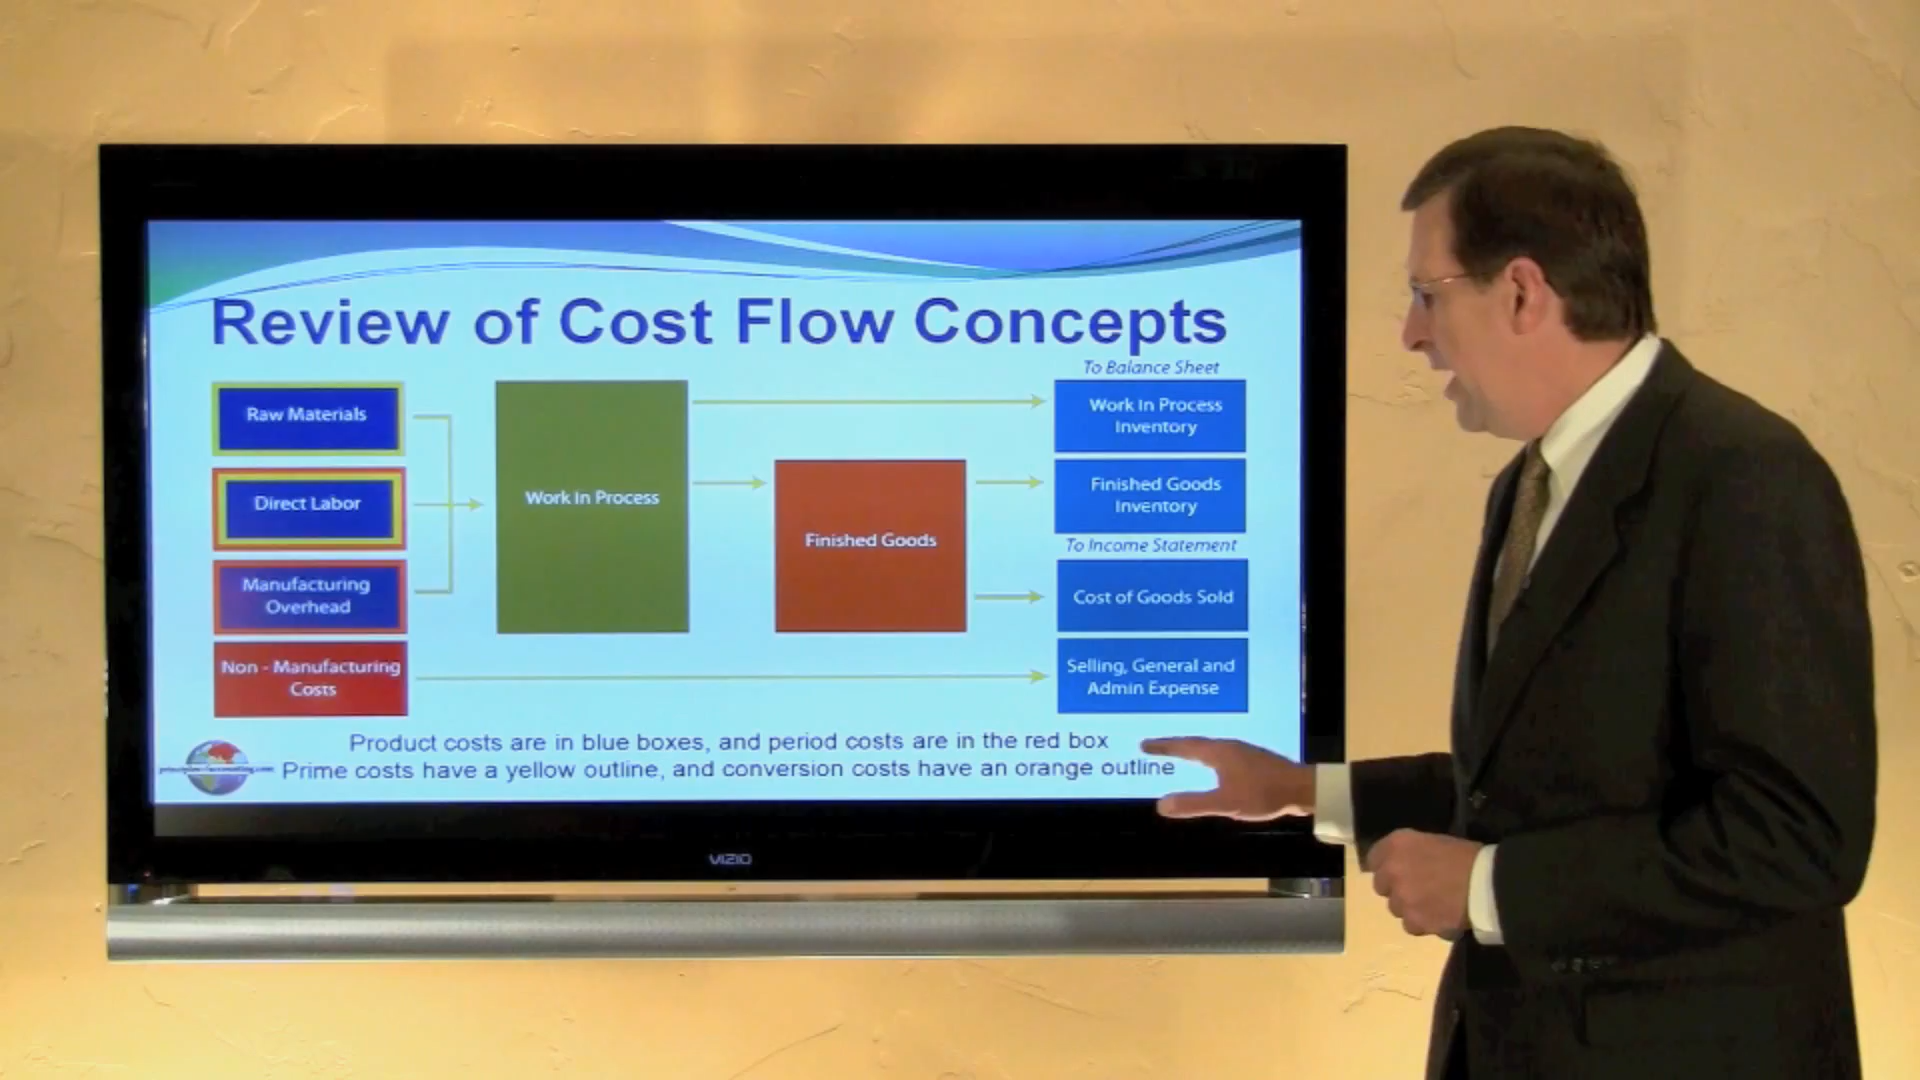 Review of Cost Flow Concepts
To Balance Sheet
Raw Materials
Direct Labor
Manufacturing
Overhead
Non - Manufacturing
Costs
Work In Process
Finished Goods
Work In Process
Inventory
Finished Goods
Inventory
To Income Statement
Cost of Goods Sold
Selling, General and
Admin Expense
Product costs are in blue boxes, and period costs are in the red box
Prime costs have a yellow outline, and conversion costs have an orange outline
VIZIO